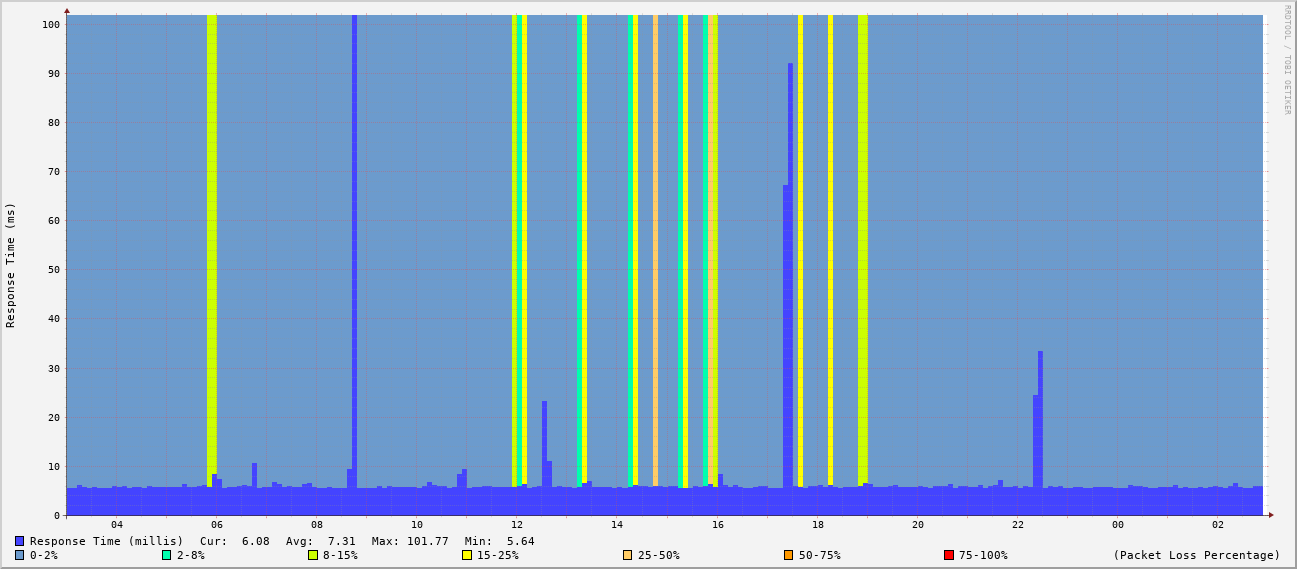 RRDTOOL / TOBI OETIKER
Response Time (ms)
100
90
80
70
60
50
40
30
20
10
0
04 06 08 10 12 14 16 18 20 22 00 02
Response Time (millis) Cur: 6.08 Avg: 7.31 Max: 101.77 Min: 5.64
0-2% 2-8% 8-15% 15-25% 25-50% 50-75% 75-100% (Packet Loss Percentage)